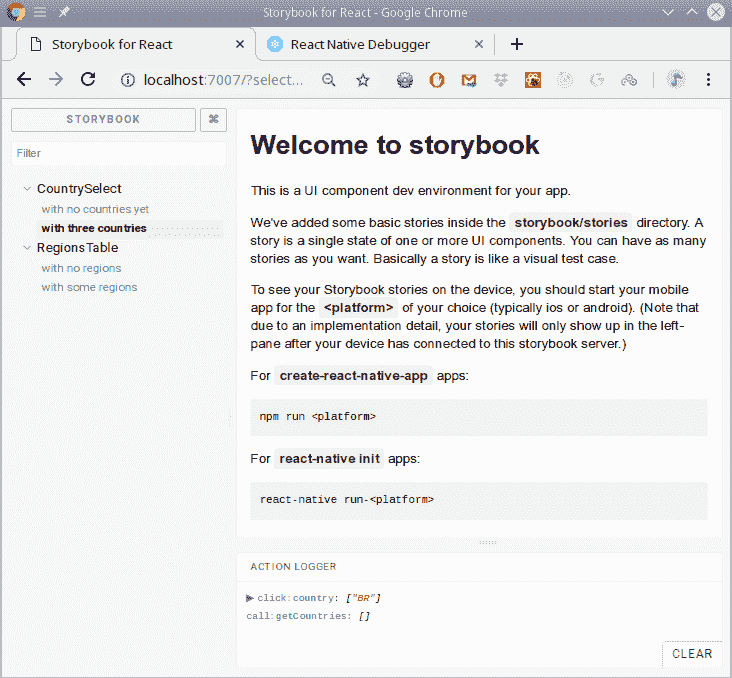 Storybook for React - Google Chrome
Storybook for React
React Native Debugger
localhost:7007/?select...
STORYBOOK
⌘
Filter
CountrySelect
with no countries yet
with three countries
RegionsTable
with no regions
with some regions
Welcome to storybook
This is a UI component dev environment for your app.
We've added some basic stories inside the storybook/stories directory. A
story is a single state of one or more UI components. You can have as many
stories as you want. Basically a story is like a visual test case.
To see your Storybook stories on the device, you should start your mobile
app for the <platform> of your choice (typically ios or android). (Note that
due to an implementation detail, your stories will only show up in the left-
pane after your device has connected to this storybook server.)
For create-react-native-app apps:
npm run <platform>
For react-native init apps:
react-native run-<platform>
ACTION LOGGER
click:country: ["BR"]
call:getCountries: []
CLEAR